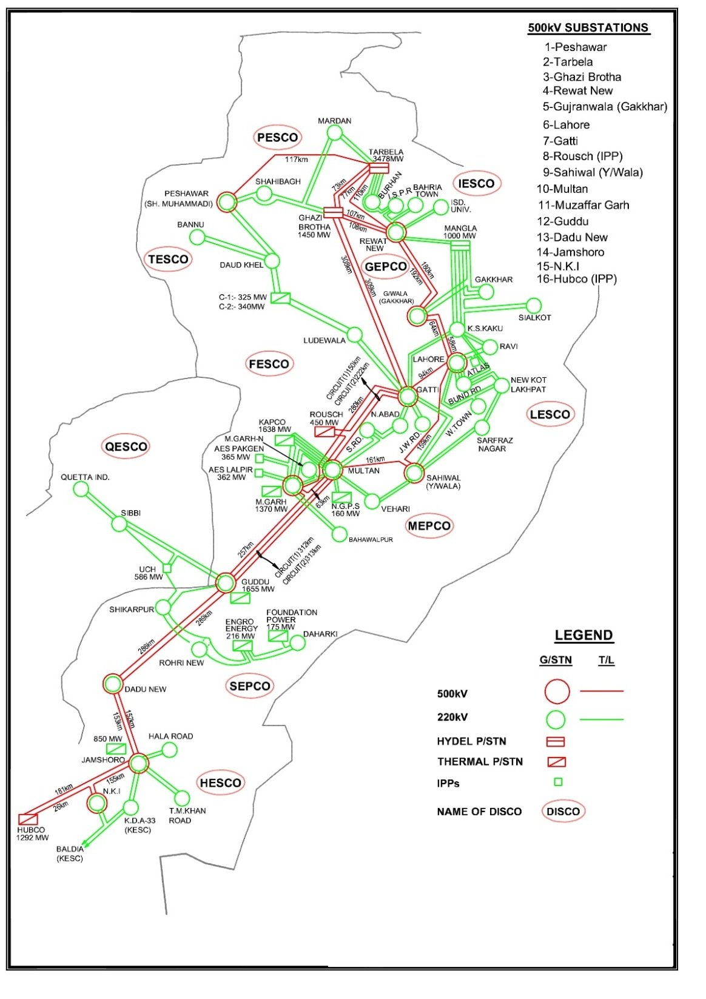 500kV SUBSTATIONS
1-Peshawar
2-Tarbela
3-Ghazi Brotha
4-Rewat New
5-Gujranwala (Gakkhar)
6-Lahore
7-Gatti
8-Rousch (IPP)
9-Sahiwal (Y/Wala)
10-Multan
11-Muzaffar Garh
12-Guddu
13-Dadu New
14-Jamshoro
15-N.K.I
16-Hubco (IPP)
MARDAN
PESCO
TARBELA
3478MW
117km
IESCO
SHAHIBAGH
73km
77km
110km
BURHAN
I.S.P.R
BAHRIA
TOWN
PESHAWAR
(SH. MUHAMMADI)
ISD.
UNIV.
GHAZI
BROTHA
1450 MW
107km
108km
BANNU
MANGLA
1000 MW
REWAT
NEW
TESCO
DAUD KHEL
GEPCO
308km
309km
180km
192km
GAKKHAR
G/WALA
(GAKKHAR)
C-1:- 325 MW
C-2:- 340MW
SIALKOT
LUDEWALA
64km
K.S.KAKU
58km
RAVI
FESCO
LAHORE
CIRCUIT(1)150km
CIRCUIT(2)222km
94km
ATLAS
NEW KOT
LAKHPAT
GATTI
BUND RD
280km
ROUSCH
450 MW
N.ABAD
LESCO
KAPCO
1638 MW
W.TOWN
M.GARH-N
S.RD.
J.W.RD.
159km
SARFRAZ
NAGAR
QESCO
AES PAKGEN
365 MW
161km
AES LALPIR
362 MW
MULTAN
QUETTA IND.
SAHIWAL
(Y/WALA)
M.GARH
1370 MW
63km
N.G.P.S
160 MW
VEHARI
SIBBI
MEPCO
BAHAWALPUR
257km
CIRCUIT(1)312km
CIRCUIT(2)313km
UCH
586 MW
GUDDU
1655 MW
SHIKARPUR
289km
FOUNDATION
POWER
175 MW
ENGRO
ENERGY
216 MW
DAHARKI
286km
ROHRI NEW
SEPCO
DADU NEW
153km
152km
850 MW
HALA ROAD
JAMSHORO
155km
HESCO
181km
N.K.I
26km
T.M.KHAN
ROAD
K.D.A-33
(KESC)
HUBCO
1292 MW
BALDIA
(KESC)
LEGEND
G/STN T/L
500kV
220kV
HYDEL P/STN
THERMAL P/STN
IPPs
NAME OF DISCO DISCO